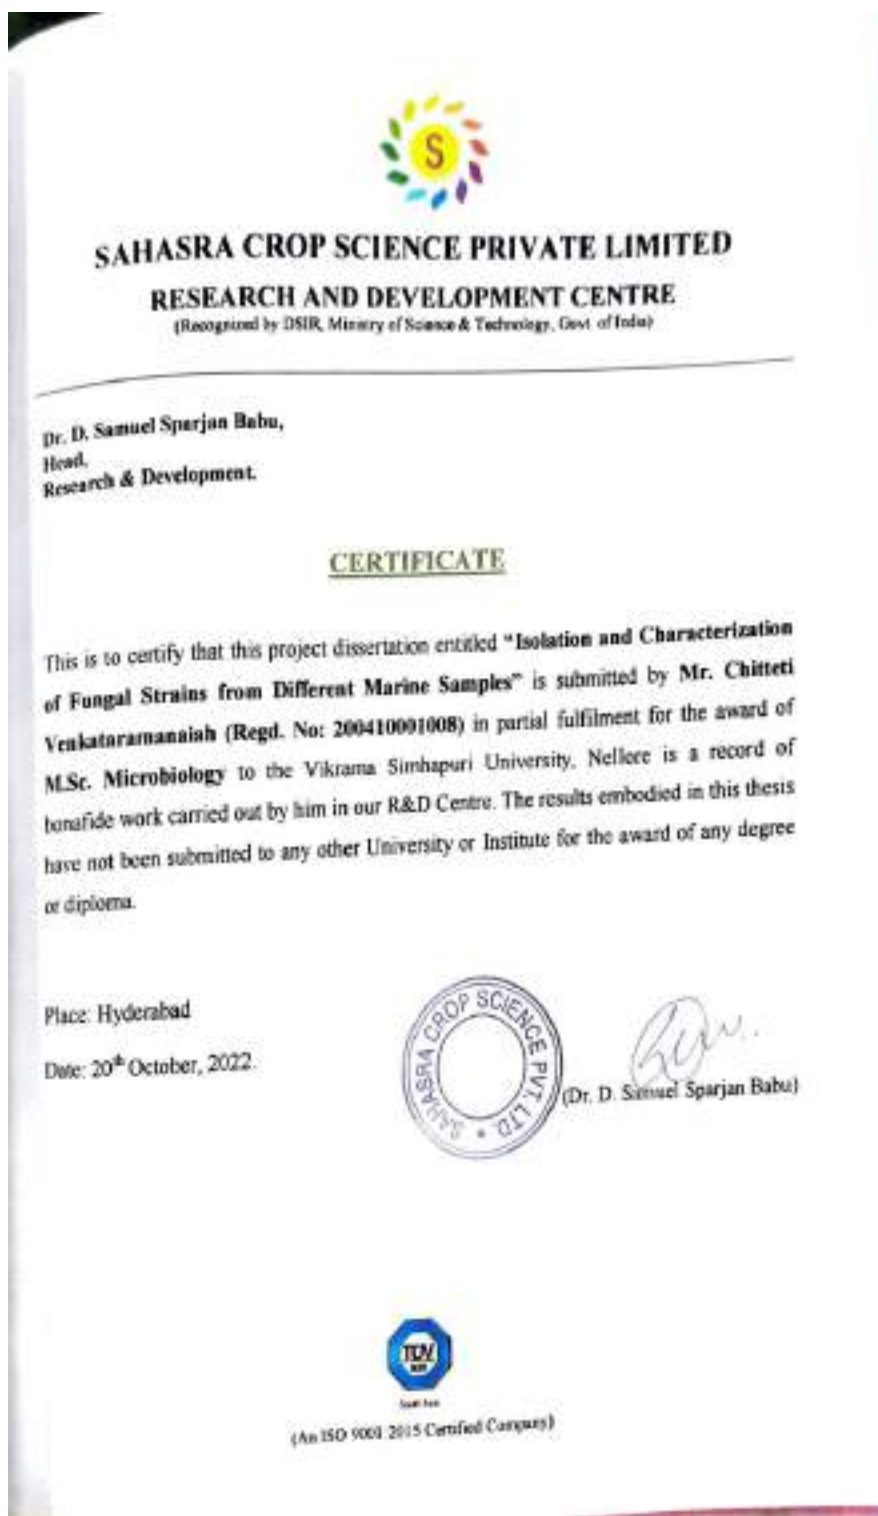 S
SAHASRA CROP SCIENCE PRIVATE LIMITED
RESEARCH AND DEVELOPMENT CENTRE
(Recognized by DSIR, Ministry of Science & Technology, Govt of India)
Dr. D. Samuel Sparjan Babu,
Head,
Research & Development.
CERTIFICATE
This is to certify that this project dissertation entitled "Isolation and Characterization
of Fungal Strains from Different Marine Samples" is submitted by Mr. Chitteti
Venkataramanaiah (Regd. No: 200410001008) in partial fulfilment for the award of
M.Sc. Microbiology to the Vikrama Simhapuri University, Nellore is a record of
bonafide work carried out by him in our R&D Centre. The results embodied in this thesis
have not been submitted to any other University or Institute for the award of any degree
or diploma.
Place: Hyderabad
Date: 20th October, 2022.
SAHASRA CROP SCIENCE PVT. LTD. *
(Dr. D. Samuel Sparjan Babu)
TUV
South Asia
(An ISO 9001 2015 Certified Company)